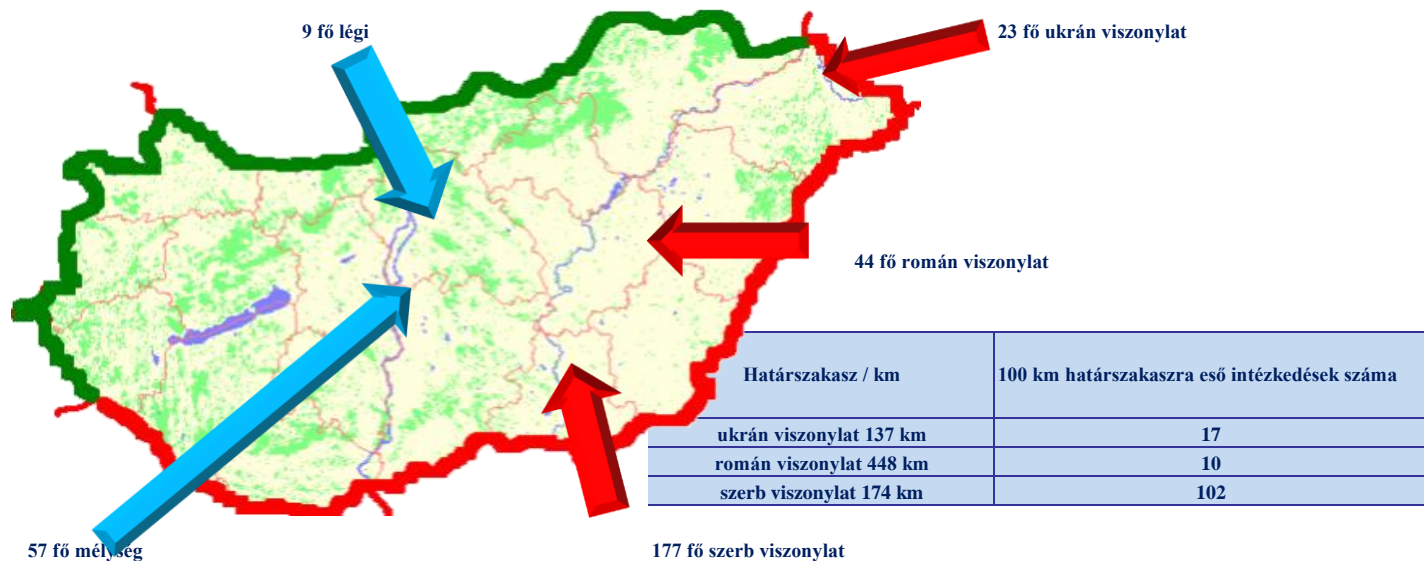 9 fő légi
23 fő ukrán viszonylat
44 fő román viszonylat
Határszakasz / km 100 km határszakaszra eső intézkedések száma
ukrán viszonylat 137 km 17
román viszonylat 448 km 10
szerb viszonylat 174 km 102
57 fő mélység
177 fő szerb viszonylat